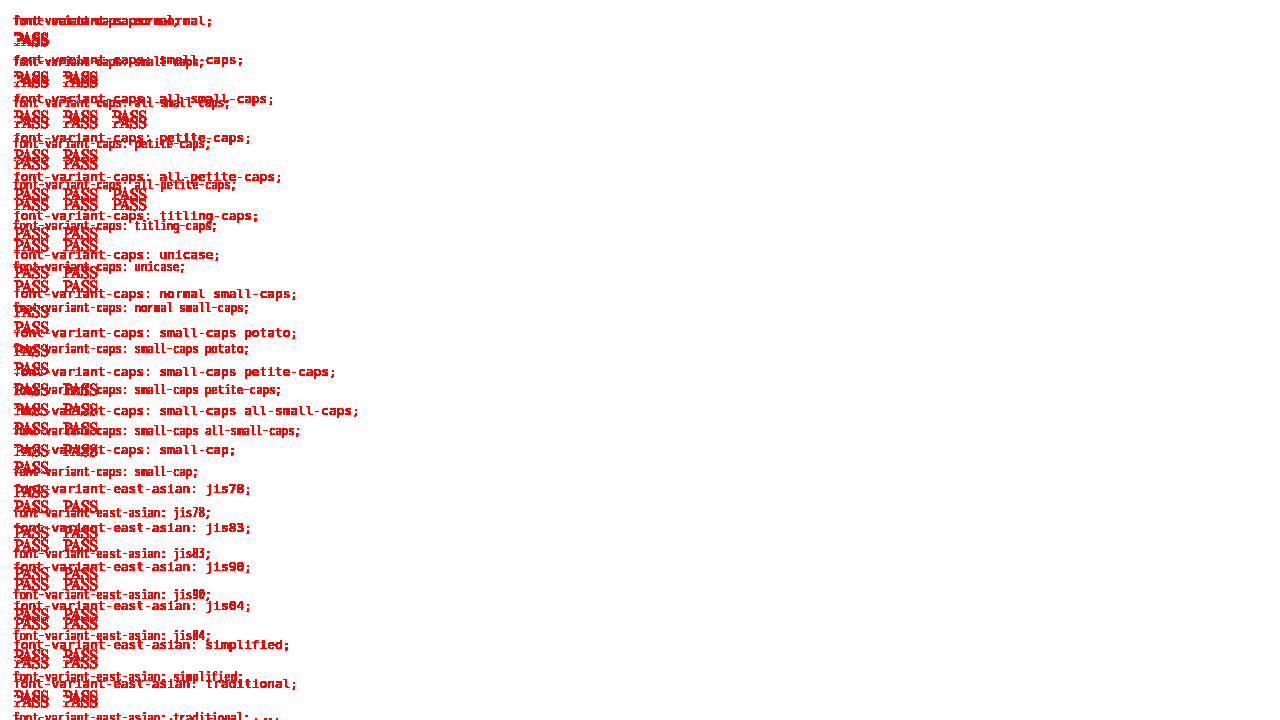 font-variant-caps: normal;
font-variant-caps: normal;
PASS
PASS
font-variant-caps: small-caps;
font-variant-caps: small-caps;
PASS PASS
PASS PASS
font-variant-caps: all-small-caps;
font-variant-caps: all-small-caps;
PASS PASS PASS
PASS PASS PASS
font-variant-caps: petite-caps;
font-variant-caps: petite-caps;
PASS PASS
PASS PASS
font-variant-caps: all-petite-caps;
font-variant-caps: all-petite-caps;
PASS PASS PASS
PASS PASS PASS
font-variant-caps: titling-caps;
font-variant-caps: titling-caps;
PASS PASS
PASS PASS
font-variant-caps: unicase;
font-variant-caps: unicase;
PASS PASS
PASS PASS
font-variant-caps: normal small-caps;
font-variant-caps: normal small-caps;
PASS
PASS
font-variant-caps: small-caps potato;
font-variant-caps: small-caps potato;
PASS
PASS
font-variant-caps: small-caps petite-caps;
font-variant-caps: small-caps petite-caps;
PASS PASS
PASS PASS
font-variant-caps: small-caps all-small-caps;
PASS PASS
font-variant-caps: small-caps all-small-caps;
font-variant-caps: small-cap;
PASS PASS
PASS
font-variant-caps: small-cap;
font-variant-east-asian: jis78;
PASS
PASS PASS
font-variant-east-asian: jis78;
font-variant-east-asian: jis83;
PASS PASS
PASS PASS
font-variant-east-asian: jis83;
font-variant-east-asian: jis90;
PASS PASS
PASS PASS
font-variant-east-asian: jis90;
font-variant-east-asian: jis04;
PASS PASS
PASS PASS
font-variant-east-asian: jis04;
font-variant-east-asian: simplified;
PASS PASS
PASS PASS
font-variant-east-asian: simplified;
font-variant-east-asian: traditional;
PASS PASS
PASS PASS
font-variant-east-asian: traditional;